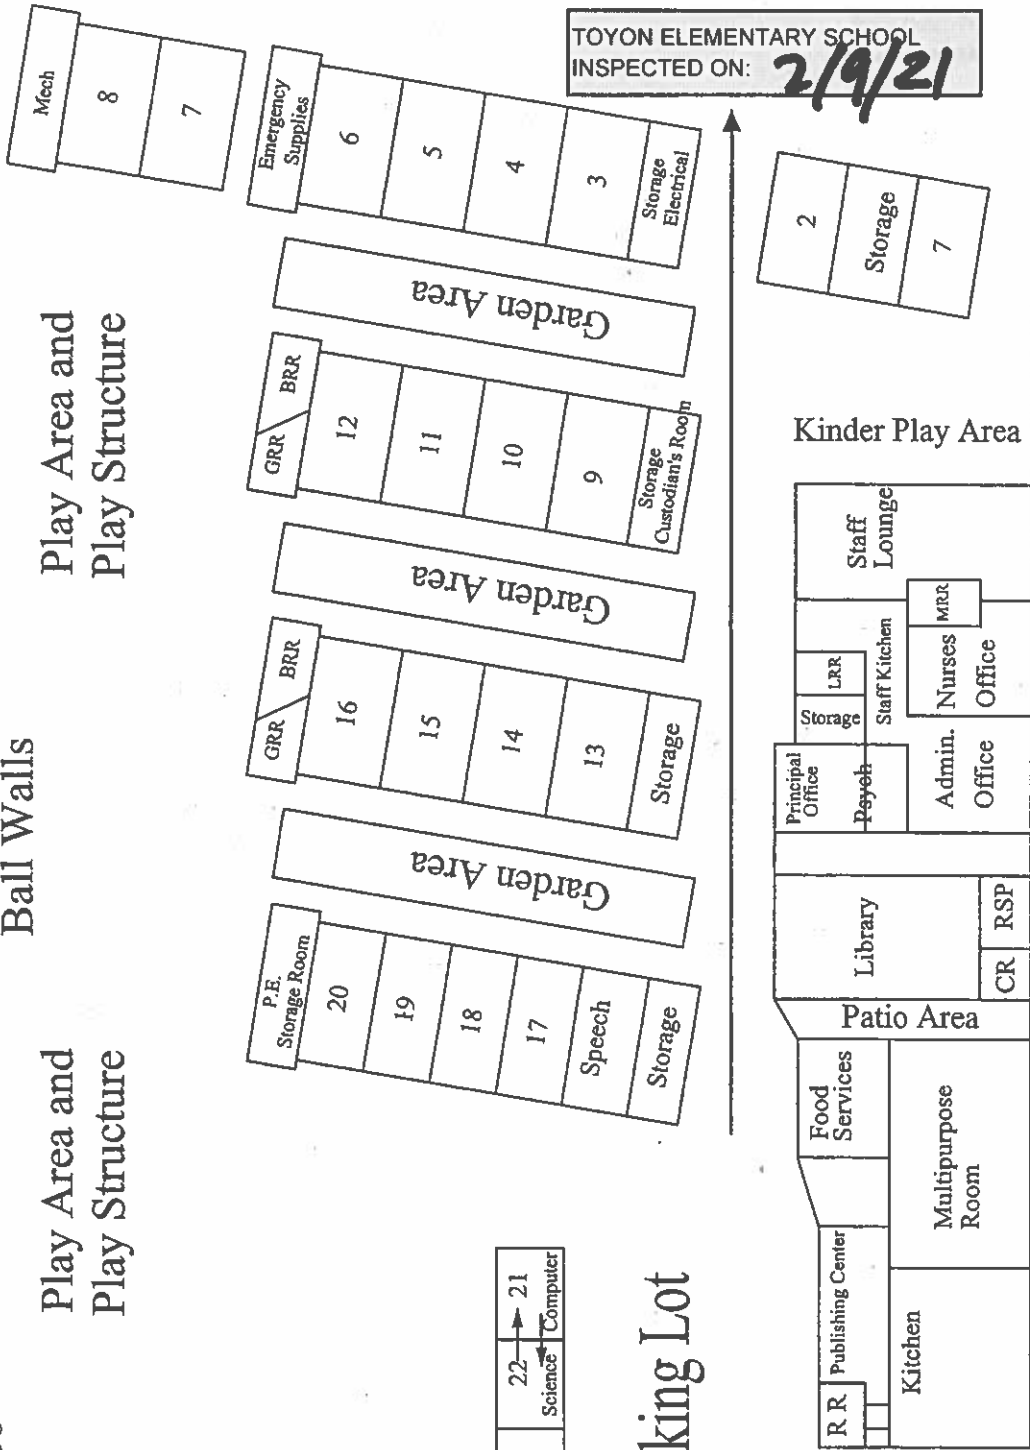 TOYON ELEMENTARY SCHOOL
INSPECTED ON: 2/9/21
Mech
8
7
Emergency
Supplies
6
5
4
3
Storage
Electrical
2
Storage
7
Play Area and
Play Structure
Garden Area
GRR
BRR
12
11
10
9
Storage
Custodian's Room
Kinder Play Area
Garden Area
Ball Walls
GRR
BRR
16
15
14
13
Storage
Garden Area
Staff
Lounge
MRR
LRR
Staff Kitchen
Nurses
Office
Storage
Principal
Office
Psych
Admin.
Office
Library
RSP
CR
Patio Area
Play Area and
Play Structure
P.E.
Storage Room
20
19
18
17
Speech
Storage
Food
Services
Multipurpose
Room
Publishing Center
Kitchen
R R
22
21
Science
Computer
king Lot